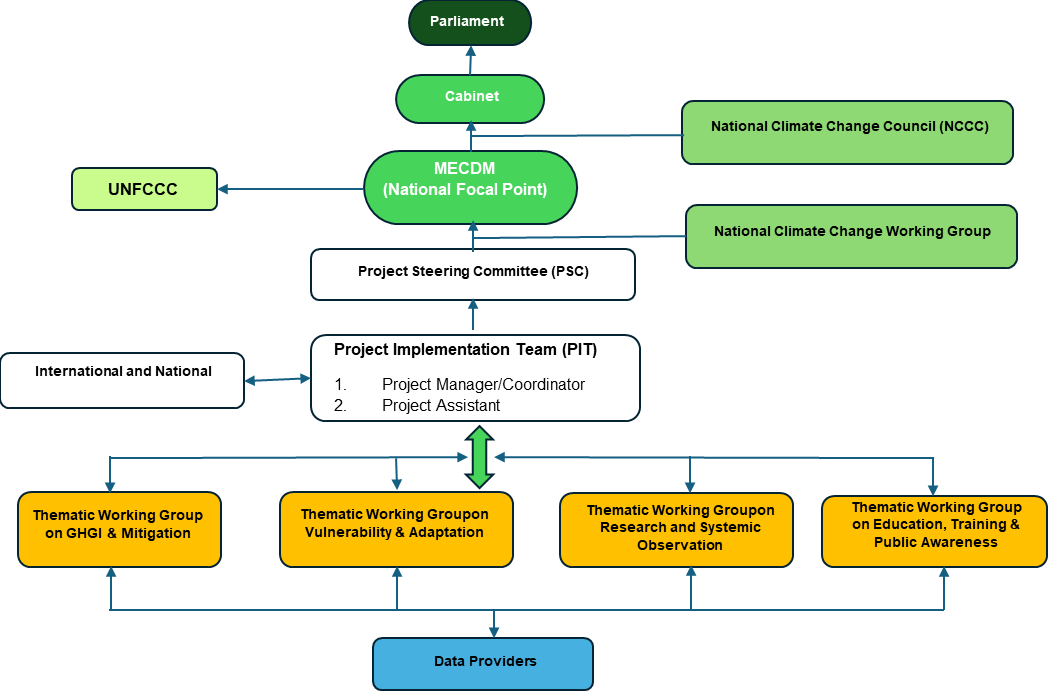 Parliament
Cabinet
National Climate Change Council (NCCC)
MECDM
(National Focal Point)
UNFCCC
National Climate Change Working Group
Project Steering Committee (PSC)
Project Implementation Team (PIT)
1. Project Manager/Coordinator
2. Project Assistant
International and National
Thematic Working Group
on GHGI & Mitigation
Thematic Working Groupon
Vulnerability & Adaptation
Thematic Working Groupon
Research and Systemic
Observation
Thematic Working Group
on Education, Training &
Public Awareness
Data Providers